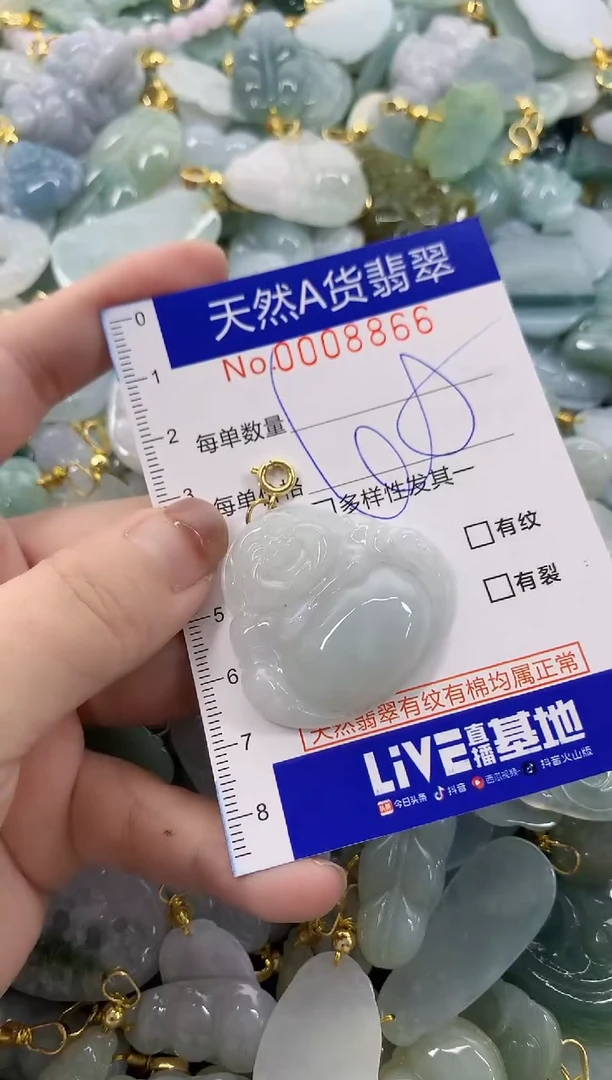 天然A货翡翠
No.0008866
0
1
每单数量
2
3
每单价格
多样性发其一
有纹
有裂
5
6
天然翡翠有纹有棉均属正常
7
LiVE直播基地
今日头条 抖音 西瓜视频 抖音火山版
8